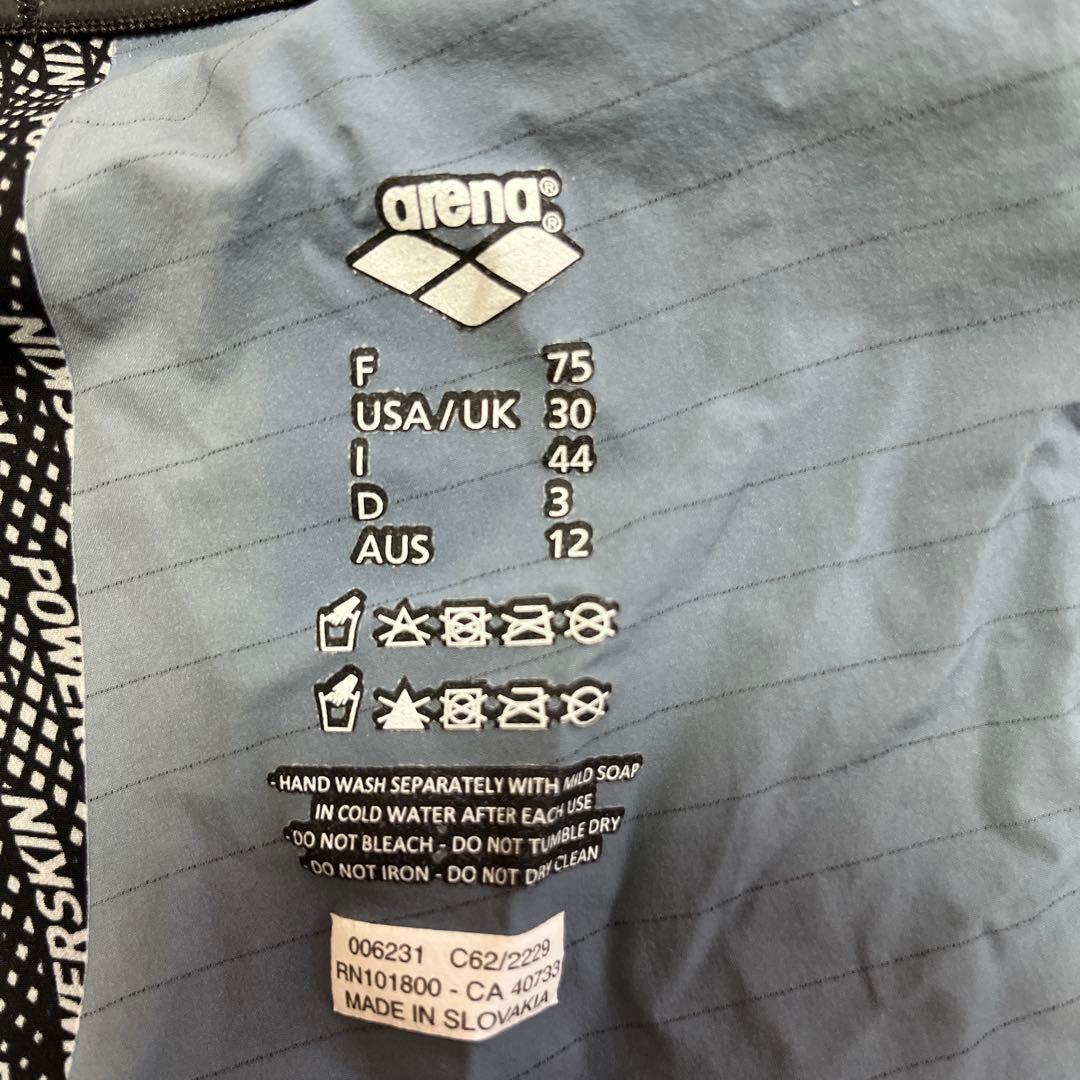 arena®
®
F 75
USA/UK 30
I 44
D 3
AUS 12
- HAND WASH SEPARATELY WITH MILD SOAP
IN COLD WATER AFTER EACH USE
- DO NOT BLEACH - DO NOT TUMBLE DRY
- DO NOT IRON - DO NOT DRY CLEAN
006231 C62/2229
RN101800 - CA 40733
MADE IN SLOVAKIA
POWERSKIN
WERSKIN